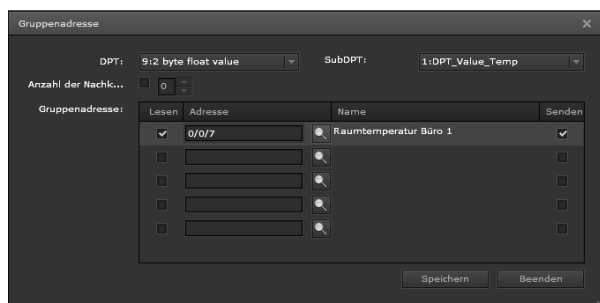 Gruppenadresse
DPT: 9:2 byte float value SubDPT: 1:DPT_Value_Temp
Anzahl der Nachk... 0
Gruppenadresse: Lesen Adresse Name Senden
0/0/7 Raumtemperatur Büro 1
Speichern Beenden